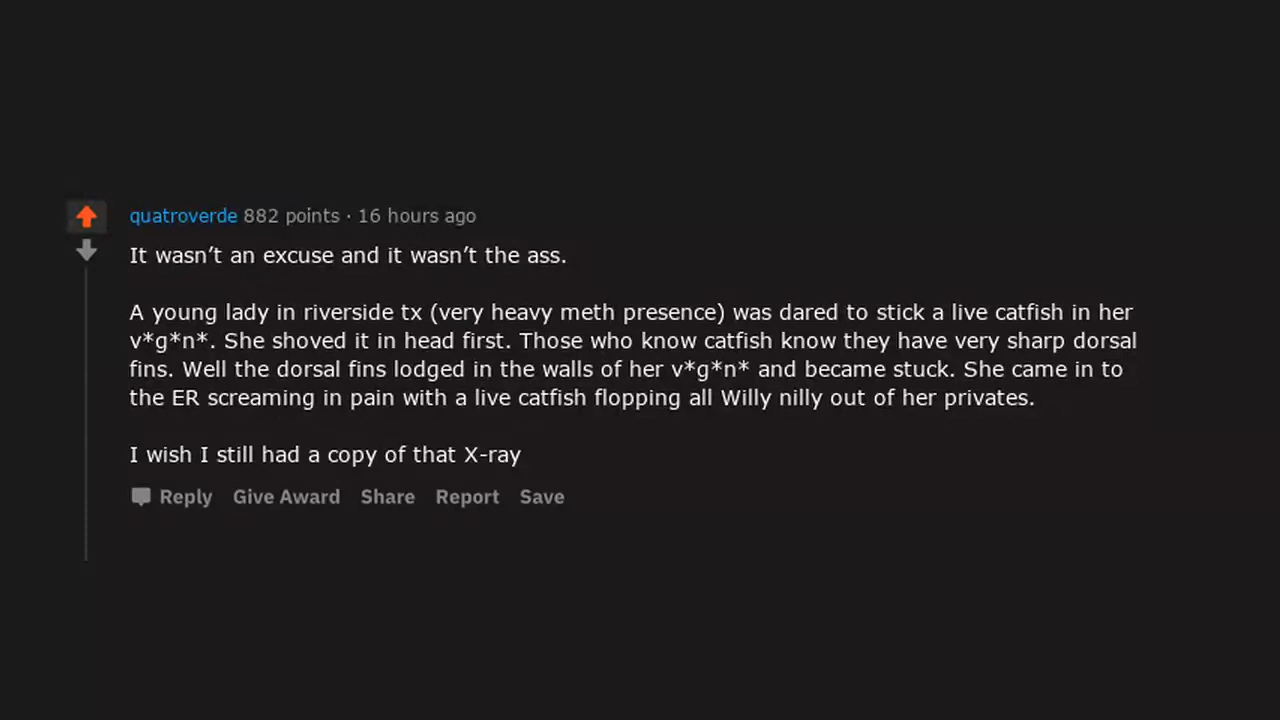 quatroverde 882 points · 16 hours ago
It wasn’t an excuse and it wasn’t the ass.
A young lady in riverside tx (very heavy meth presence) was dared to stick a live catfish in her
v*g*n*. She shoved it in head first. Those who know catfish know they have very sharp dorsal
fins. Well the dorsal fins lodged in the walls of her v*g*n* and became stuck. She came in to
the ER screaming in pain with a live catfish flopping all Willy nilly out of her privates.
I wish I still had a copy of that X-ray
Reply Give Award Share Report Save